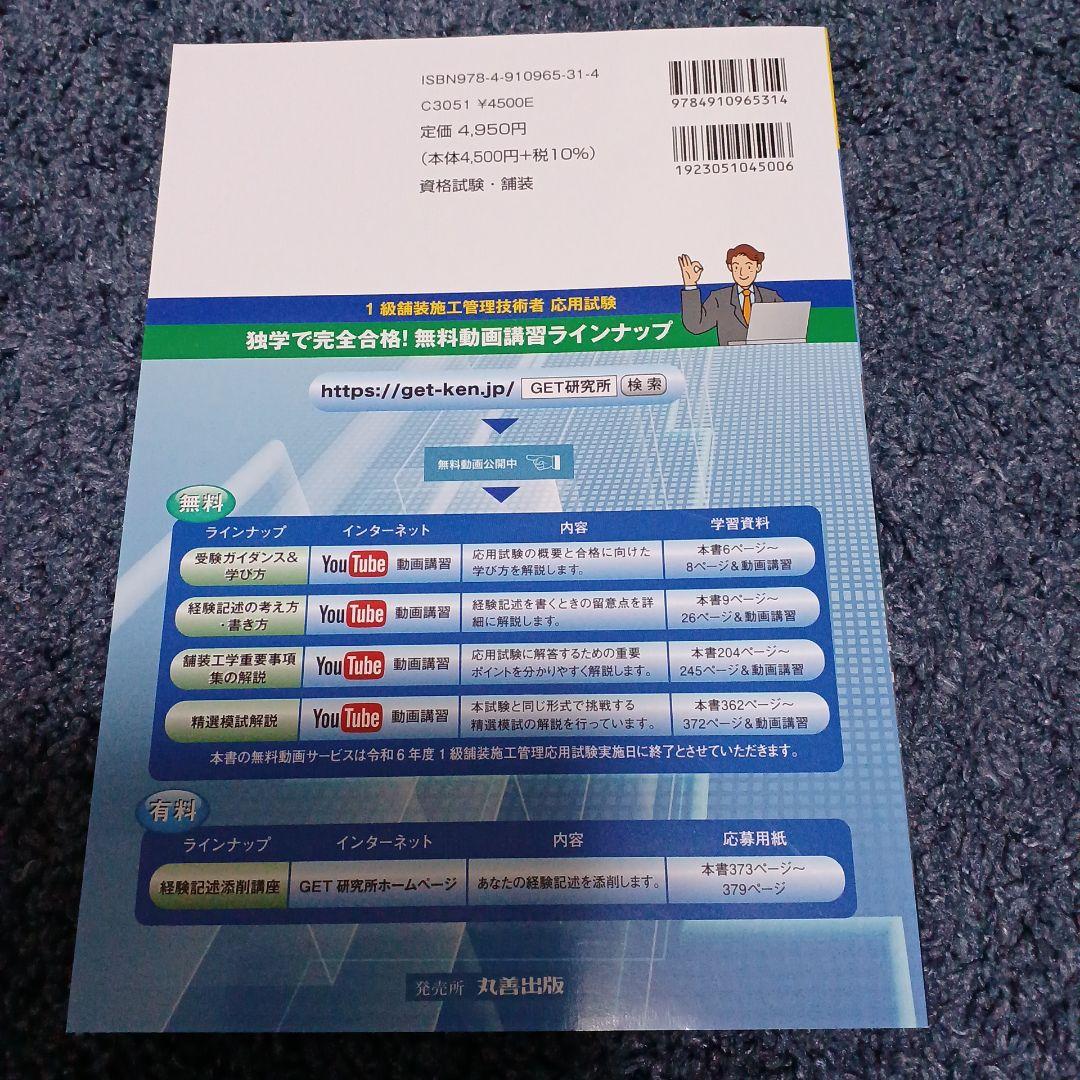 ISBN978-4-910965-31-4
C3051 ¥4500E
定価 4,950円
(本体4,500円+税10%)
資格試験・舗装
9784910965314
1923051045006
1級舗装施工管理技術者 応用試験
独学で完全合格!無料動画講習ラインナップ
https://get-ken.jp/ GET研究所 検索
無料動画公開中
無料
ラインナップ インターネット 内容 学習資料
受験ガイダンス&
学び方
YouTube 動画講習
応用試験の概要と合格に向けた
学び方を解説します。
本書6ページ〜
8ページ&動画講習
経験記述の考え方
・書き方
YouTube 動画講習
経験記述を書くときの留意点を詳
細に解説します。
本書9ページ〜
26ページ&動画講習
舗装工学重要事項
集の解説
YouTube 動画講習
応用試験に解答するための重要
ポイントを分かりやすく解説します。
本書204ページ〜
245ページ&動画講習
精選模試解説
YouTube 動画講習
本試験と同じ形式で挑戦する
精選模試の解説を行っています。
本書362ページ〜
372ページ&動画講習
本書の無料動画サービスは令和6年度1級舗装施工管理応用試験実施日に終了とさせていただきます。
有料
ラインナップ インターネット 内容 応募用紙
経験記述添削講座
GET 研究所ホームページ
あなたの経験記述を添削します。
本書373ページ〜
379ページ
発売所 丸善出版